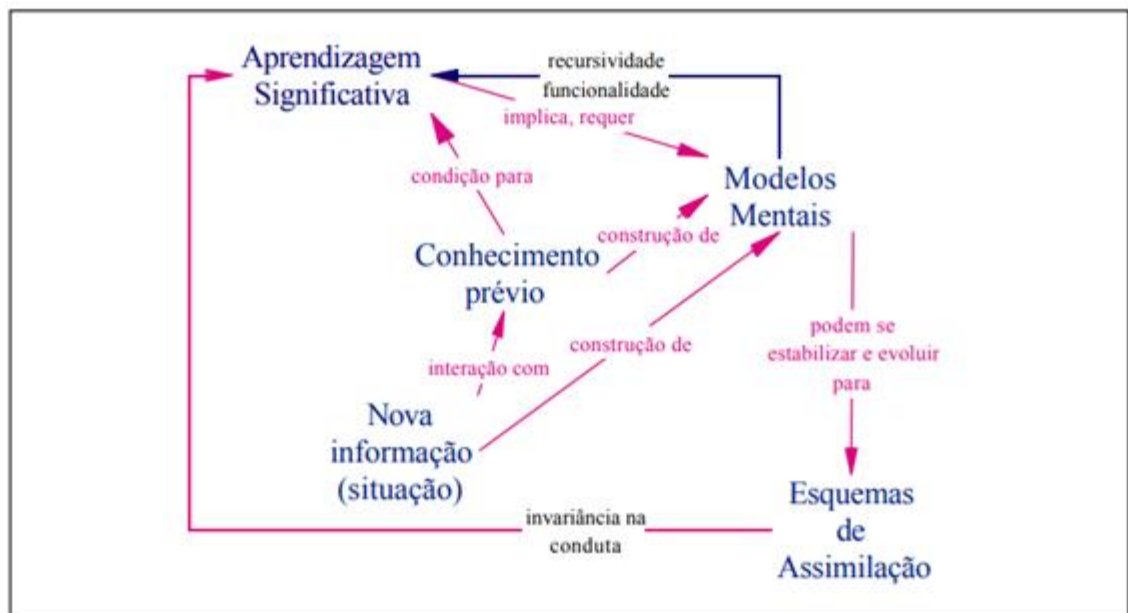 Aprendizagem
Significativa
recursividade
funcionalidade
implica, requer
condição para
Modelos
Mentais
construção de
Conhecimento
prévio
podem se
estabilizar e evoluir
para
construção de
interação com
Nova
informação
(situação)
Esquemas
de
Assimilação
invariância na
conduta